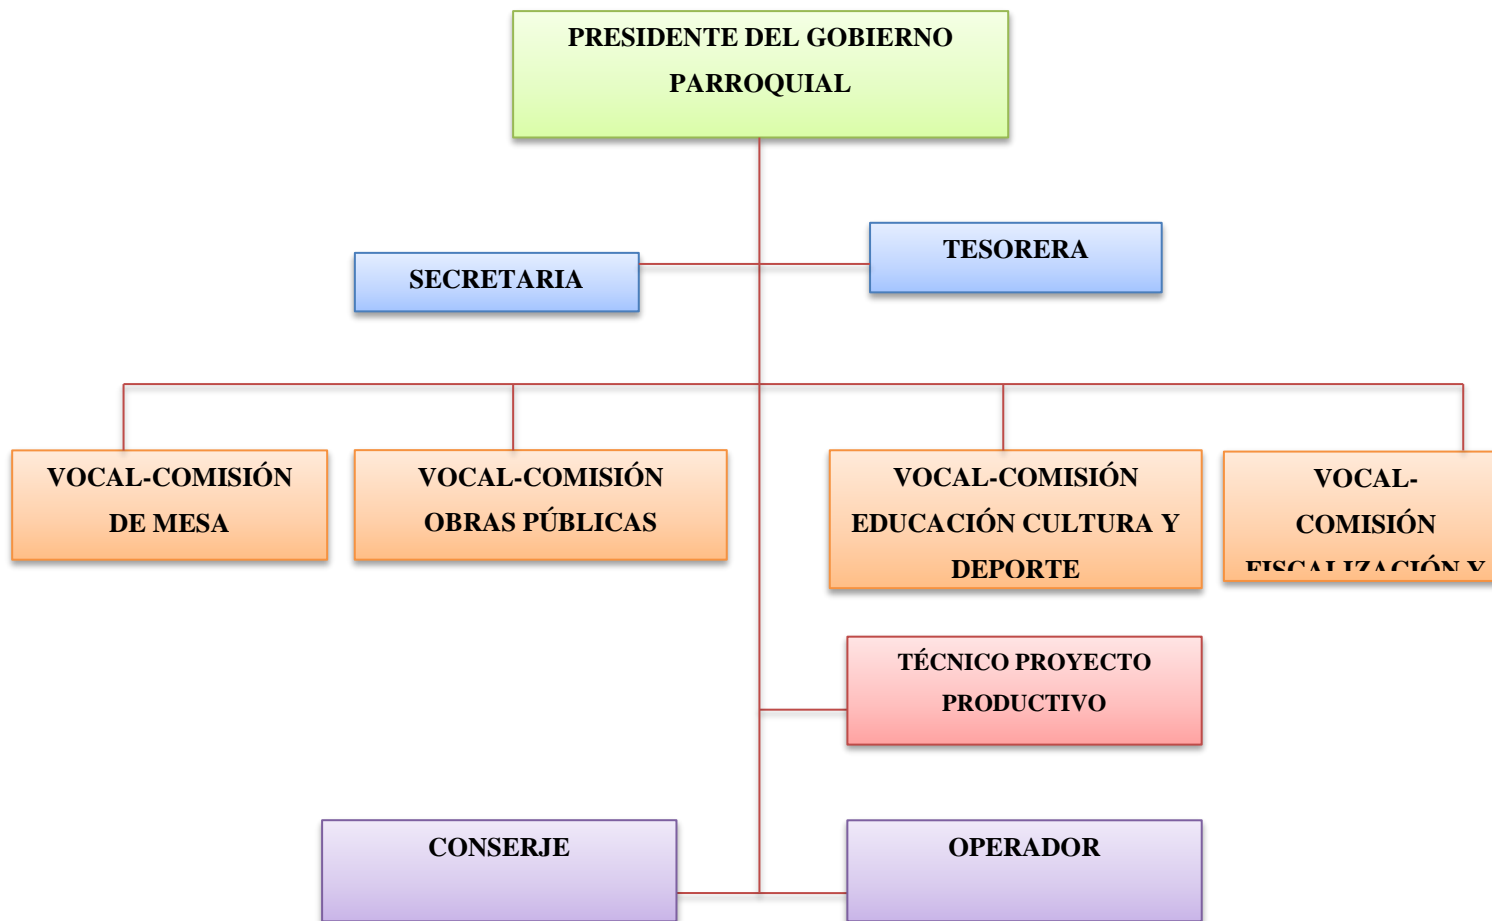 PRESIDENTE DEL GOBIERNO
PARROQUIAL
TESORERA
SECRETARIA
VOCAL-COMISIÓN
DE MESA
VOCAL-COMISIÓN
OBRAS PÚBLICAS
VOCAL-COMISIÓN
EDUCACIÓN CULTURA Y
DEPORTE
VOCAL-
COMISIÓN
FISCALIZACIÓN Y
TÉCNICO PROYECTO
PRODUCTIVO
CONSERJE
OPERADOR